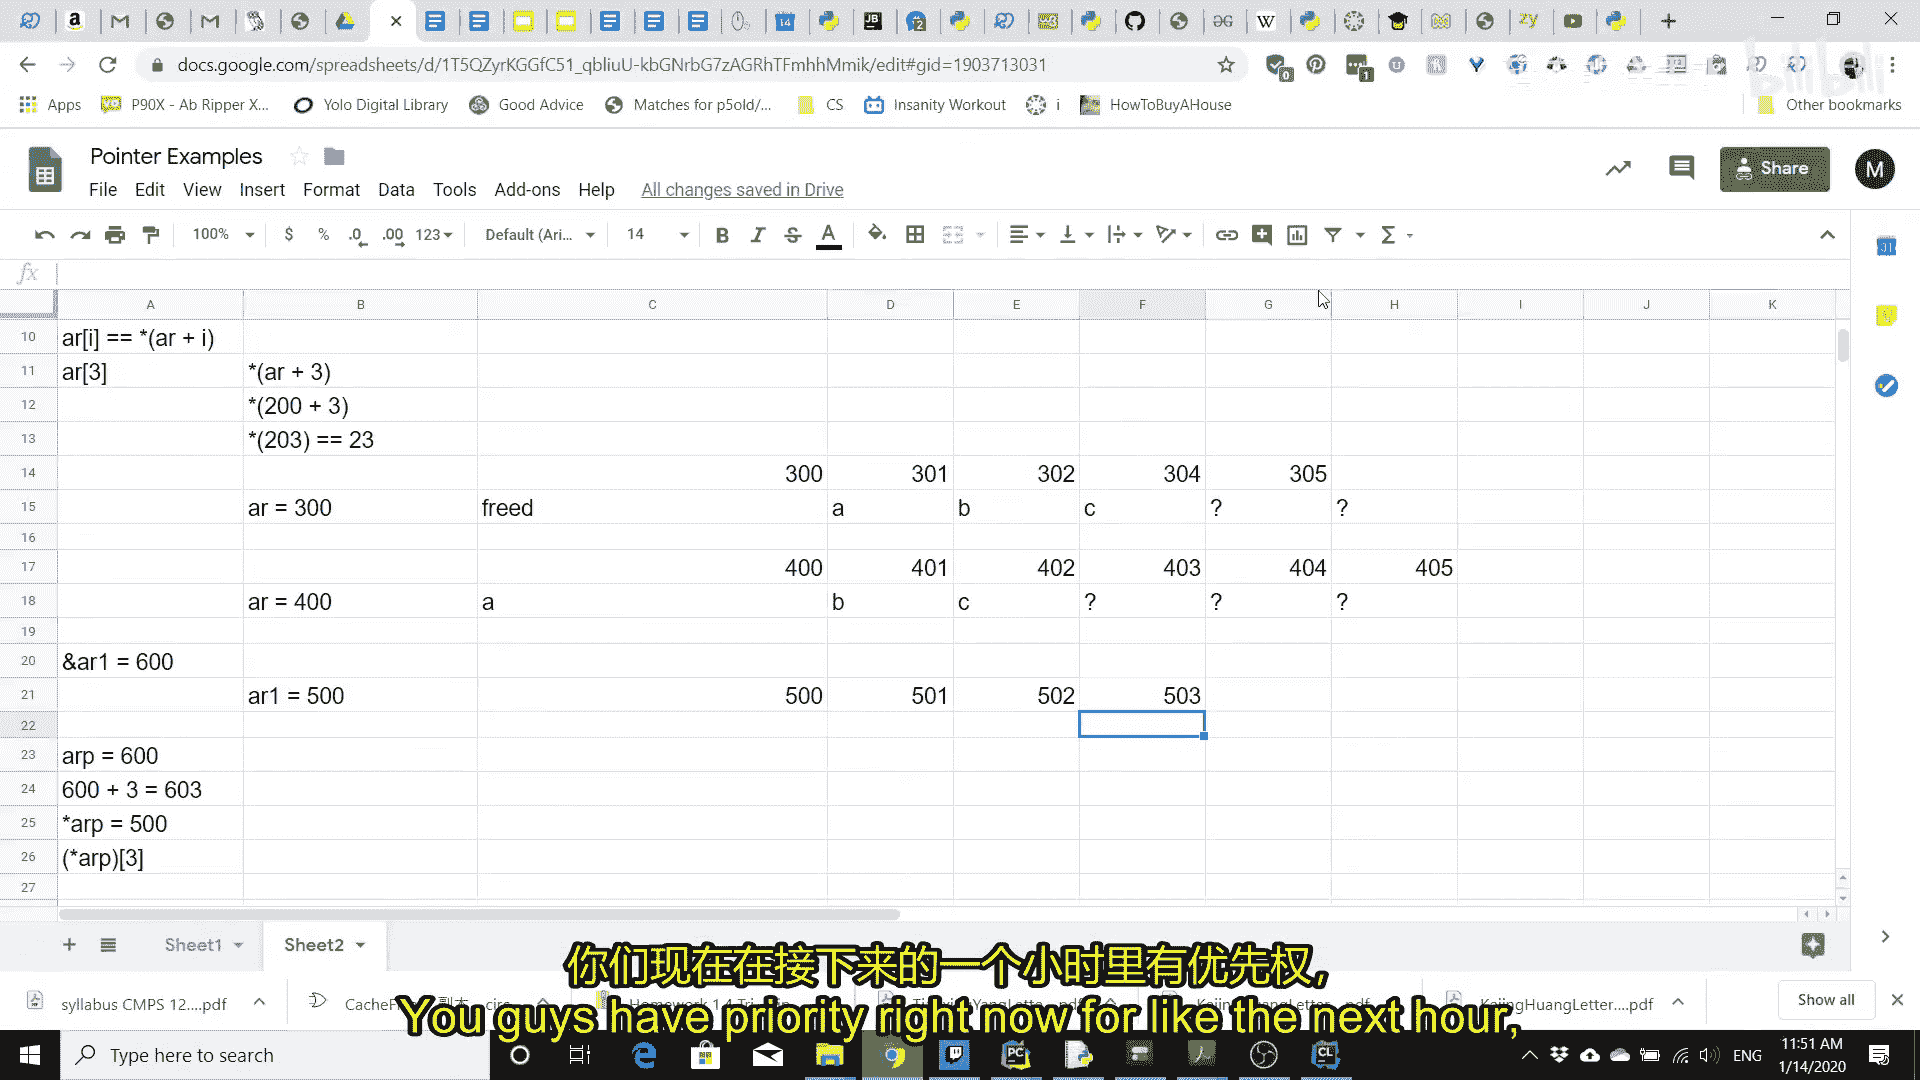 docs.google.com/spreadsheets/d/1T5QZyrKGGfC51_qbliuU-kbGNrbG7zAGRhTFmhhMmik/edit#gid=1903713031
Apps P90X - Ab Ripper X... Yolo Digital Library Good Advice Matches for p5old/... CS Insanity Workout i HowToBuyAHouse Other bookmarks
Pointer Examples
Share M
File Edit View Insert Format Data Tools Add-ons Help All changes saved in Drive
100% $ % .0 .00 123 Default (Ari... 14 B I S A
fx
A B C D E F G H I J K
10 ar[i] == *(ar + i)
11 ar[3] *(ar + 3)
12 *(200 + 3)
13 *(203) == 23
14 300 301 302 304 305
15 ar = 300 freed a b c ? ?
16
17 400 401 402 403 404 405
18 ar = 400 a b c ? ? ?
19
20 &ar1 = 600
21 ar1 = 500 500 501 502 503
22
23 arp = 600
24 600 + 3 = 603
25 *arp = 500
26 (*arp)[3]
27
Sheet1 Sheet2
你们现在在接下来的一个小时里有优先权,
syllabus CMPS 12....pdf KaijingHuangLetter....pdf Show all
You guys have priority right now for like the next hour,
Type here to search
ENG 11:51 AM
1/14/2020